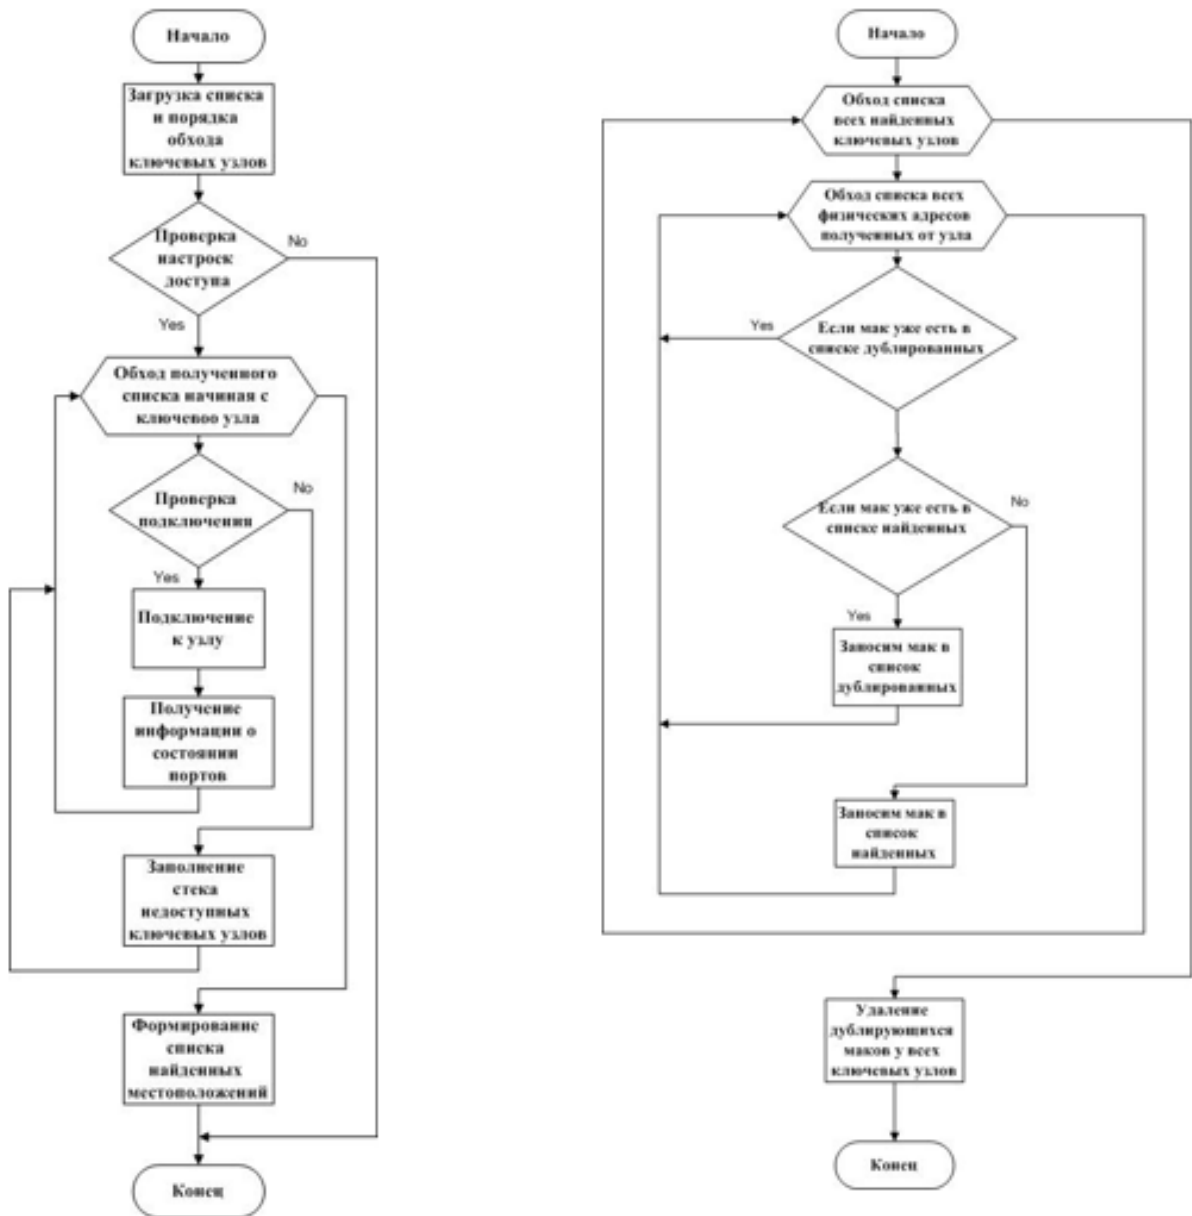 Начало
Загрузка списка
и порядка
обхода
ключевых узлов
Проверка
настроек
доступа
No
Yes
Обход полученного
списка начиная с
ключевоо узла
Проверка
подключения
No
Yes
Подключение
к узлу
Получение
информации о
состоянии
портов
Заполнение
стека
недоступных
ключевых узлов
Формирование
списка
найденных
местоположений
Конец
Начало
Обход списка
всех найденных
ключевых узлов
Обход списка всех
физических адресов
полученных от узла
Yes
Если мак уже есть в
списке дублированных
Если мак уже есть в
списке найденных
No
Yes
Заносим мак в
список
дублированных
Заносим мак в
список
найденных
Удаление
дублирующихся
маков у всех
ключевых узлов
Конец